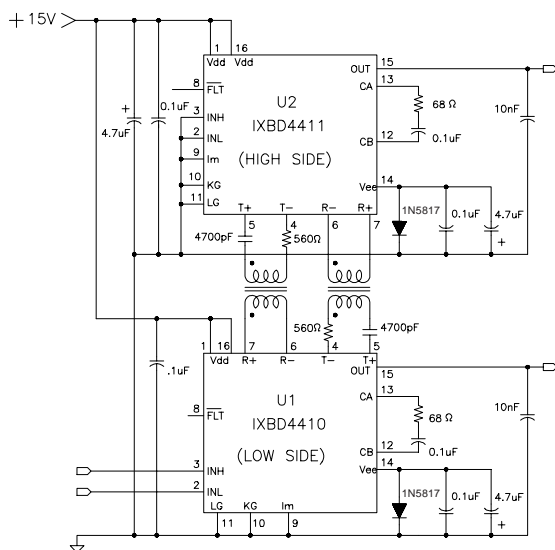 + 15V
1 16
Vdd Vdd
OUT 15
8 FLT
CA 13
U2
IXBD4411
(HIGH SIDE)
3 INH
2 INL
9 Im
10 KG
11 LG
+
4.7uF
0.1uF
68 Ω
0.1uF
CB 12
10nF
Vee 14
T+ T- R- R+
5 4 6 7
1N5817
0.1uF
4.7uF
+
4700pF
560Ω
560Ω
4700pF
1 16 7 6 4 5
Vdd R+ R- T- T+
OUT
15
.1uF
U1
IXBD4410
(LOW SIDE)
CA 13
8 FLT
68 Ω
0.1uF
10nF
CB 12
3 INH
Vee 14
2 INL
LG KG Im
11 10 9
1N5817
0.1uF
4.7uF
+